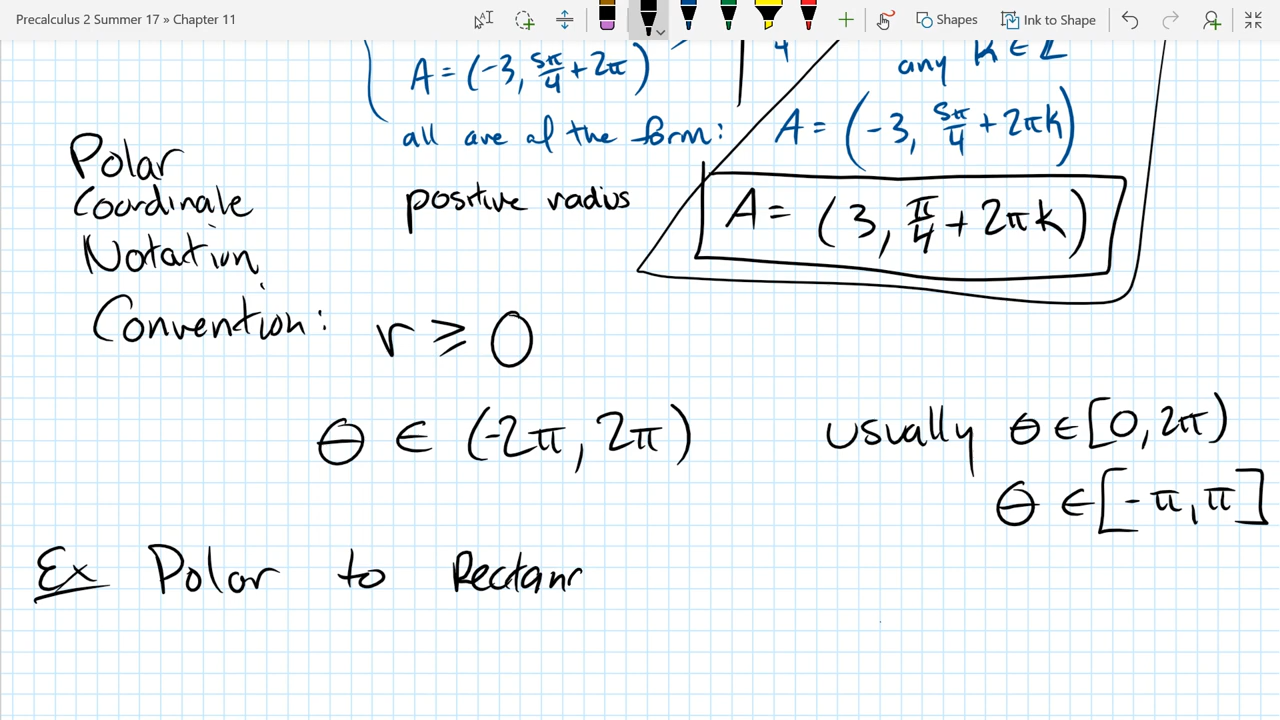 Precalculus 2 Summer 17 » Chapter 11
Shapes
Ink to Shape
A = (-3, 5π/4 + 2π)
4
any K ∈ Z
all are of the form: A = (-3, 5π/4 + 2πK)
Polar
Coordinate
Notation
Convention:
positive radius
A = (3, π/4 + 2πK)
r ≥ 0
θ ∈ (-2π, 2π)
usually θ ∈ [0, 2π)
θ ∈ [-π, π]
Ex Polar to Rectan